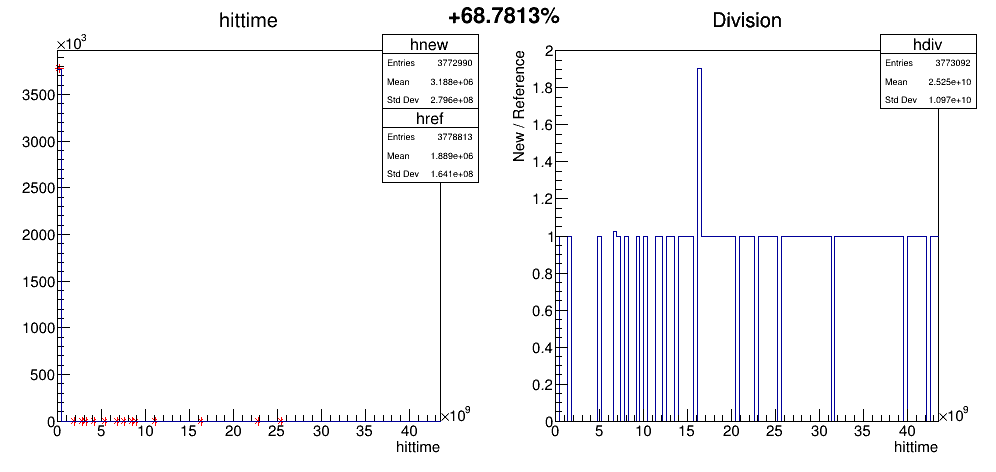 +68.7813%
hittime
×10³
hnew
Entries 3772990
Mean 3.188e+06
Std Dev 2.796e+08
href
Entries 3778813
Mean 1.889e+06
Std Dev 1.641e+08
3500
3000
2500
2000
1500
1000
500
0
0 5 10 15 20 25 30 35 40
×10⁹
hittime
Division
hdiv
Entries 3773092
Mean 2.525e+10
Std Dev 1.097e+10
New / Reference
2
1.8
1.6
1.4
1.2
1
0.8
0.6
0.4
0.2
0
0 5 10 15 20 25 30 35 40
×10⁹
hittime